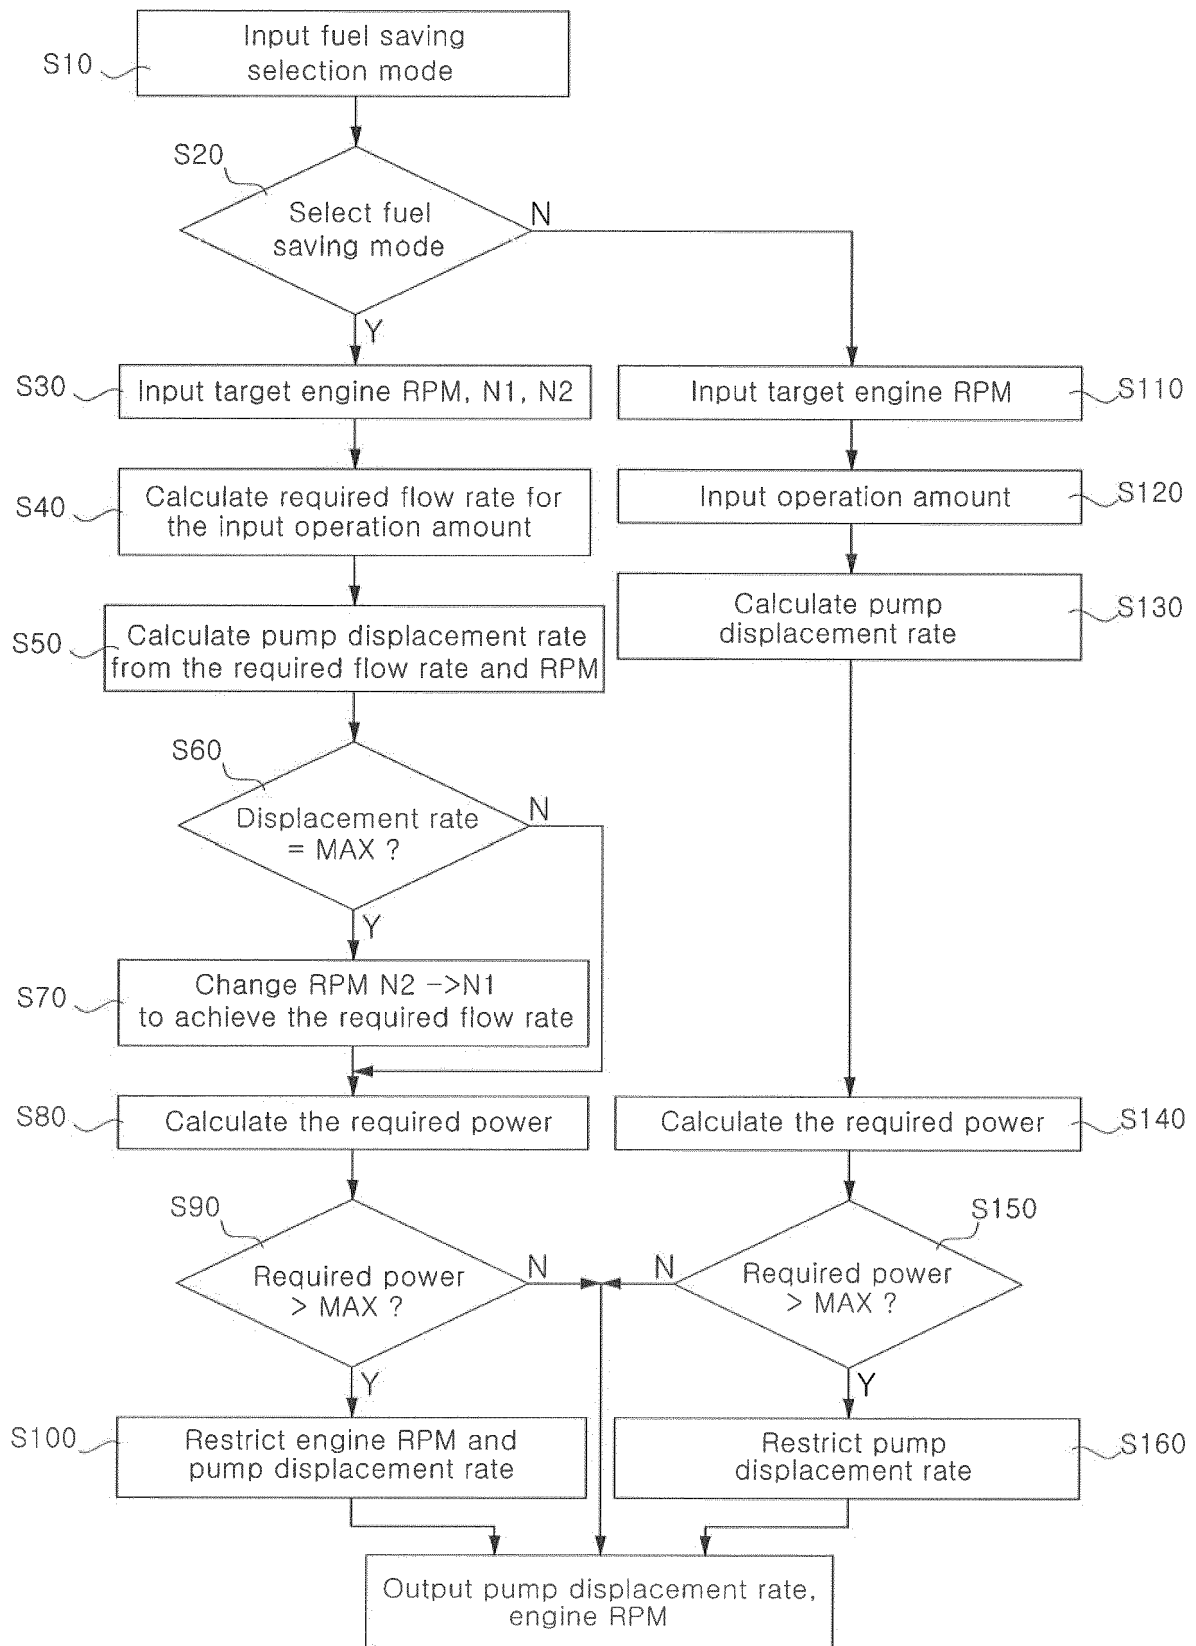 Input fuel saving
selection mode
S10
S20
Select fuel
saving mode
N
Y
S30
Input target engine RPM, N1, N2
Input target engine RPM
S110
S40
Calculate required flow rate for
the input operation amount
Input operation amount
S120
S50
Calculate pump displacement rate
from the required flow rate and RPM
Calculate pump
displacement rate
S130
S60
Displacement rate
= MAX ?
N
Y
S70
Change RPM N2 ->N1
to achieve the required flow rate
S80
Calculate the required power
Calculate the required power
S140
S90
Required power
> MAX ?
N
Y
S150
Required power
> MAX ?
N
Y
S100
Restrict engine RPM and
pump displacement rate
Restrict pump
displacement rate
S160
Output pump displacement rate,
engine RPM